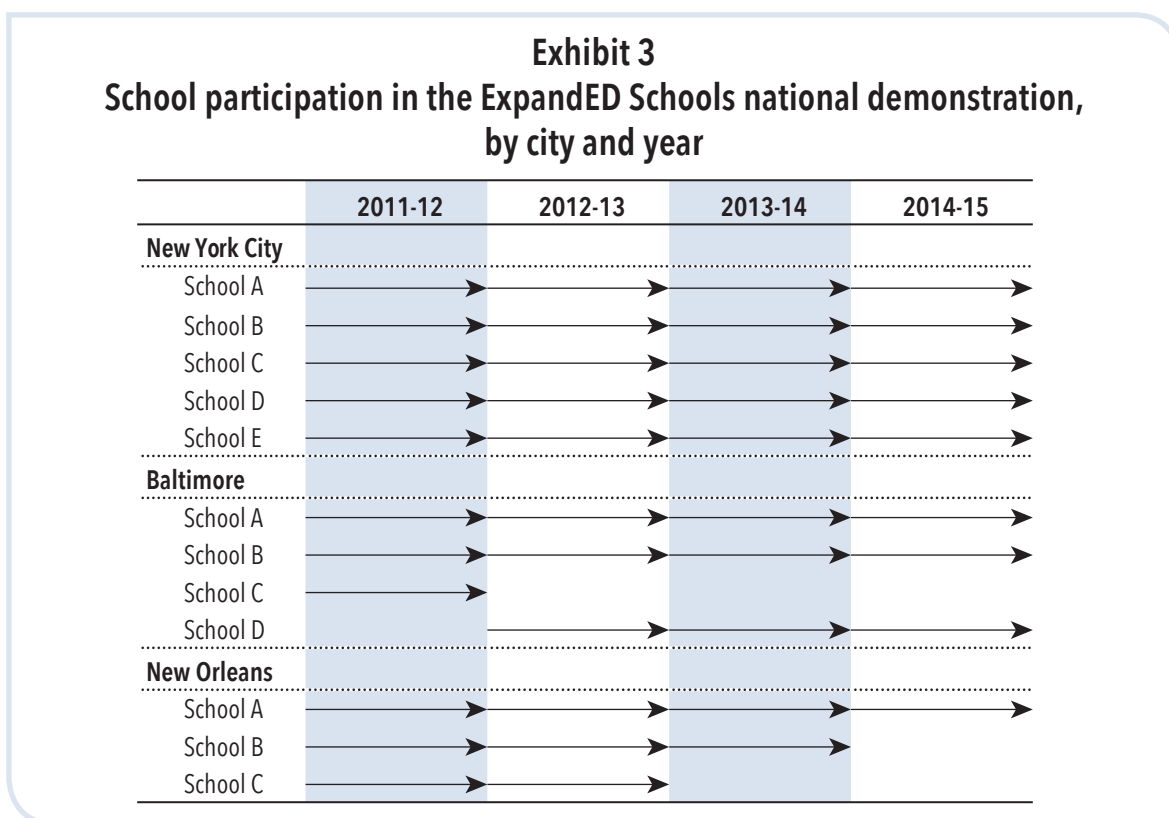 Exhibit 3
School participation in the ExpandED Schools national demonstration,
by city and year
2011-12 2012-13 2013-14 2014-15
New York City
School A
School B
School C
School D
School E
Baltimore
School A
School B
School C
School D
New Orleans
School A
School B
School C